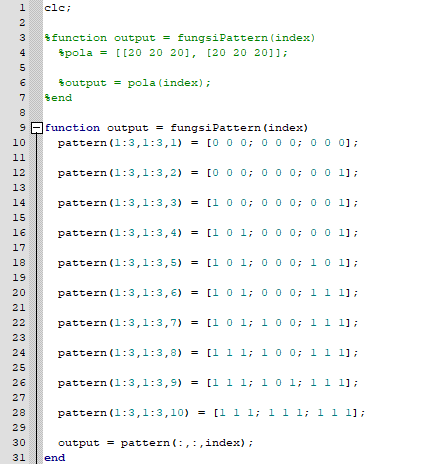 1 clc;
2
3 %function output = fungsiPattern(index)
4 %pola = [[20 20 20], [20 20 20]];
5
6 %output = pola(index);
7 %end
8
9 function output = fungsiPattern(index)
10 pattern(1:3,1:3,1) = [0 0 0; 0 0 0; 0 0 0];
11
12 pattern(1:3,1:3,2) = [0 0 0; 0 0 0; 0 0 1];
13
14 pattern(1:3,1:3,3) = [1 0 0; 0 0 0; 0 0 1];
15
16 pattern(1:3,1:3,4) = [1 0 1; 0 0 0; 0 0 1];
17
18 pattern(1:3,1:3,5) = [1 0 1; 0 0 0; 1 0 1];
19
20 pattern(1:3,1:3,6) = [1 0 1; 0 0 0; 1 1 1];
21
22 pattern(1:3,1:3,7) = [1 0 1; 1 0 0; 1 1 1];
23
24 pattern(1:3,1:3,8) = [1 1 1; 1 0 0; 1 1 1];
25
26 pattern(1:3,1:3,9) = [1 1 1; 1 0 1; 1 1 1];
27
28 pattern(1:3,1:3,10) = [1 1 1; 1 1 1; 1 1 1];
29
30 output = pattern(:,:,index);
31 end